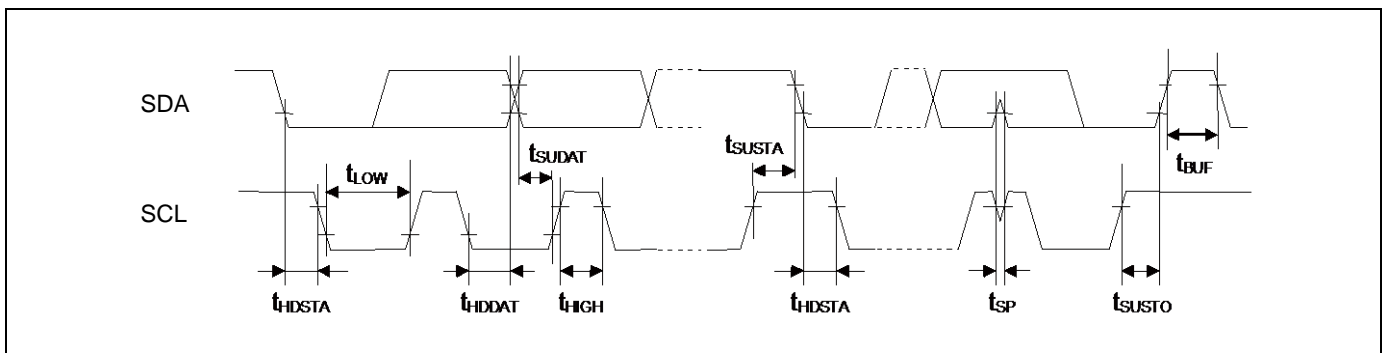 SDA
tSUDAT
tSUSTA
tBUF
tLOW
SCL
tHDSTA
tHDDAT
tHIGH
tHDSTA
tSP
tSUSTO